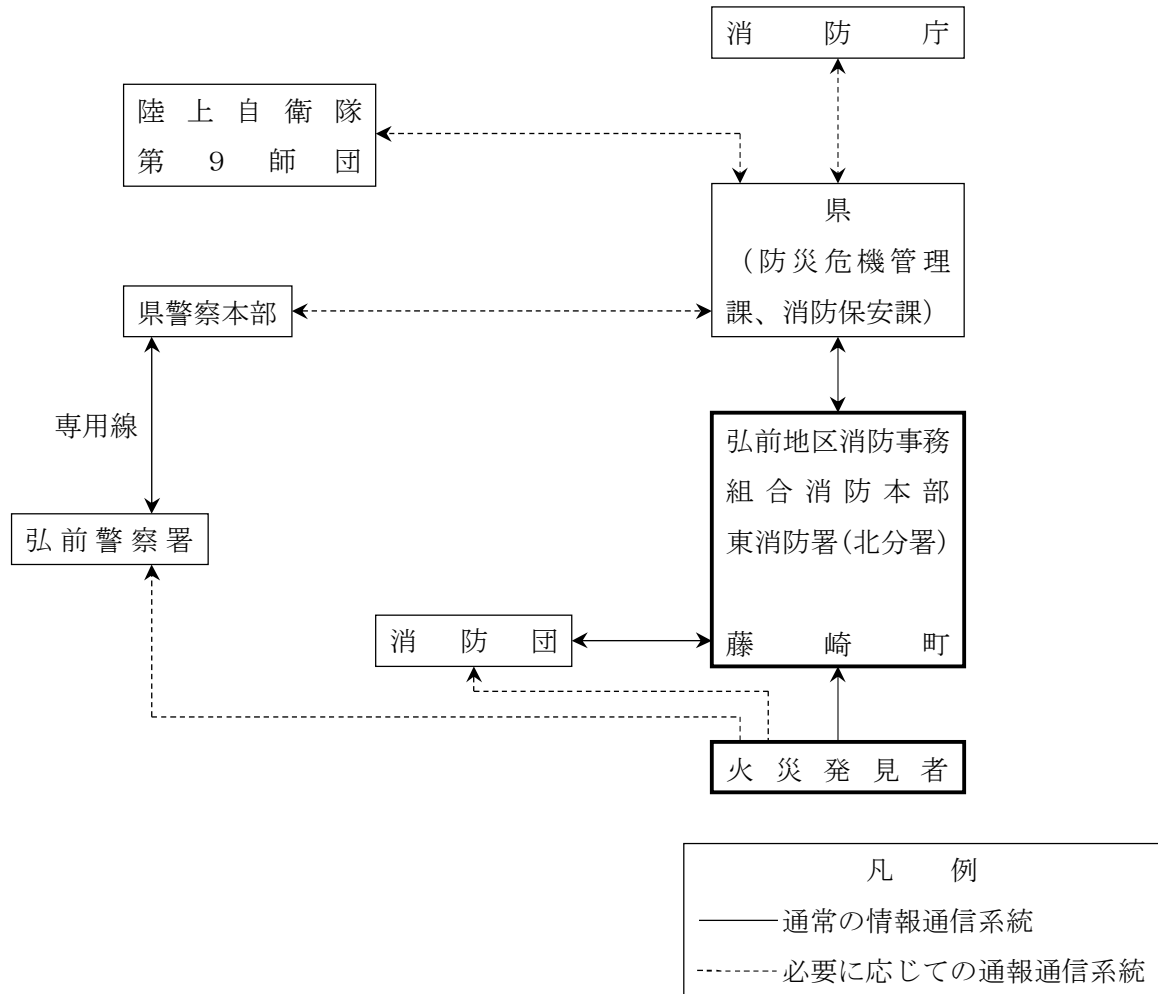 消防庁
陸上自衛隊
第9師団
県
（防災危機管理
課、消防保安課）
県警察本部
専用線
弘前地区消防事務
組合消防本部
東消防署（北分署）
藤崎町
弘前警察署
消防団
火災発見者
凡例
通常の情報通信系統
必要に応じての通報通信系統